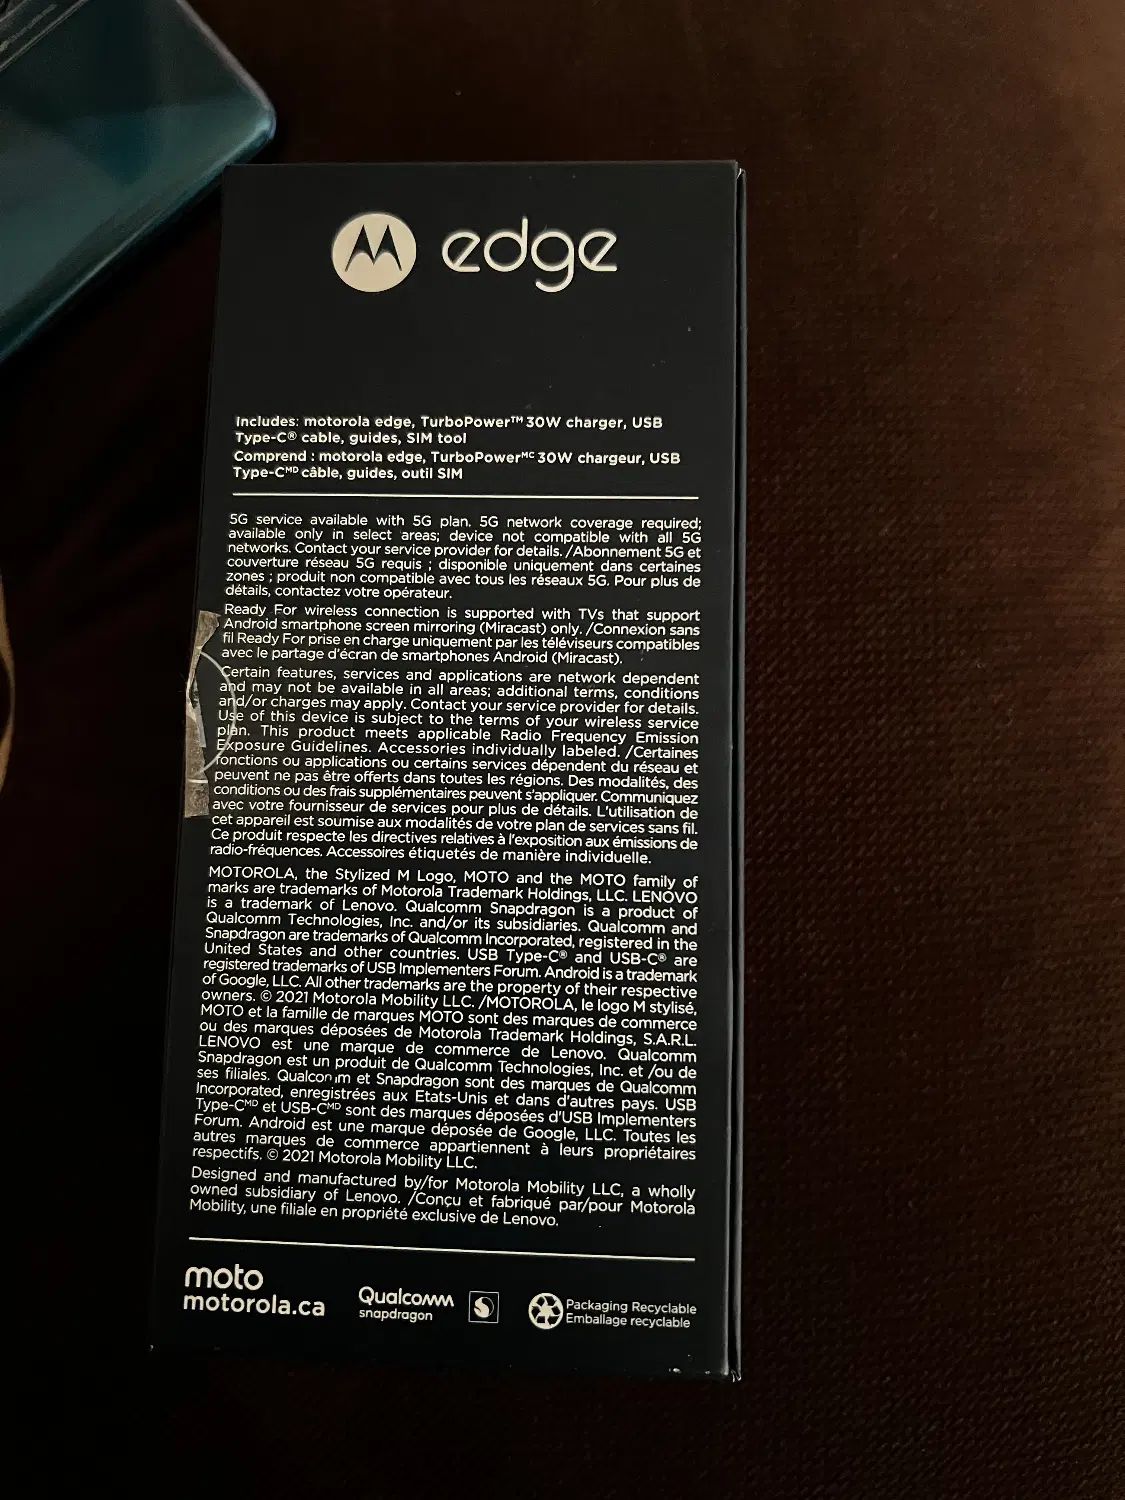 edge
Includes: motorola edge, TurboPower™ 30W charger, USB
Type-C® cable, guides, SIM tool
Comprend : motorola edge, TurboPowerᴹᶜ 30W chargeur, USB
Type-Cᴹᴰ câble, guides, outil SIM
5G service available with 5G plan. 5G network coverage required;
available only in select areas; device not compatible with all 5G
networks. Contact your service provider for details. /Abonnement 5G et
couverture réseau 5G requis ; disponible uniquement dans certaines
zones ; produit non compatible avec tous les réseaux 5G. Pour plus de
détails, contactez votre opérateur.
Ready For wireless connection is supported with TVs that support
Android smartphone screen mirroring (Miracast) only. /Connexion sans
fil Ready For prise en charge uniquement par les téléviseurs compatibles
avec le partage d'écran de smartphones Android (Miracast).
Certain features, services and applications are network dependent
and may not be available in all areas; additional terms, conditions
and/or charges may apply. Contact your service provider for details.
Use of this device is subject to the terms of your wireless service
plan. This product meets applicable Radio Frequency Emission
Exposure Guidelines. Accessories individually labeled. /Certaines
fonctions ou applications ou certains services dépendent du réseau et
peuvent ne pas être offerts dans toutes les régions. Des modalités, des
conditions ou des frais supplémentaires peuvent s'appliquer. Communiquez
avec votre fournisseur de services pour plus de détails. L'utilisation de
cet appareil est soumise aux modalités de votre plan de services sans fil.
Ce produit respecte les directives relatives à l'exposition aux émissions de
radio-fréquences. Accessoires étiquetés de manière individuelle.
MOTOROLA, the Stylized M Logo, MOTO and the MOTO family of
marks are trademarks of Motorola Trademark Holdings, LLC. LENOVO
is a trademark of Lenovo. Qualcomm Snapdragon is a product of
Qualcomm Technologies, Inc. and/or its subsidiaries. Qualcomm and
Snapdragon are trademarks of Qualcomm Incorporated, registered in the
United States and other countries. USB Type-C® and USB-C® are
registered trademarks of USB Implementers Forum. Android is a trademark
of Google, LLC. All other trademarks are the property of their respective
owners. © 2021 Motorola Mobility LLC. /MOTOROLA, le logo M stylisé,
MOTO et la famille de marques MOTO sont des marques de commerce
ou des marques déposées de Motorola Trademark Holdings, S.A.R.L.
LENOVO est une marque de commerce de Lenovo. Qualcomm
Snapdragon est un produit de Qualcomm Technologies, Inc. et /ou de
ses filiales. Qualcomm et Snapdragon sont des marques de Qualcomm
Incorporated, enregistrées aux Etats-Unis et dans d'autres pays. USB
Type-Cᴹᴰ et USB-Cᴹᴰ sont des marques déposées d'USB Implementers
Forum. Android est une marque déposée de Google, LLC. Toutes les
autres marques de commerce appartiennent à leurs propriétaires
respectifs. © 2021 Motorola Mobility LLC.
Designed and manufactured by/for Motorola Mobility LLC, a wholly
owned subsidiary of Lenovo. /Conçu et fabriqué par/pour Motorola
Mobility, une filiale en propriété exclusive de Lenovo.
moto
motorola.ca
Qualcomm
snapdragon
Packaging Recyclable
Emballage recyclable